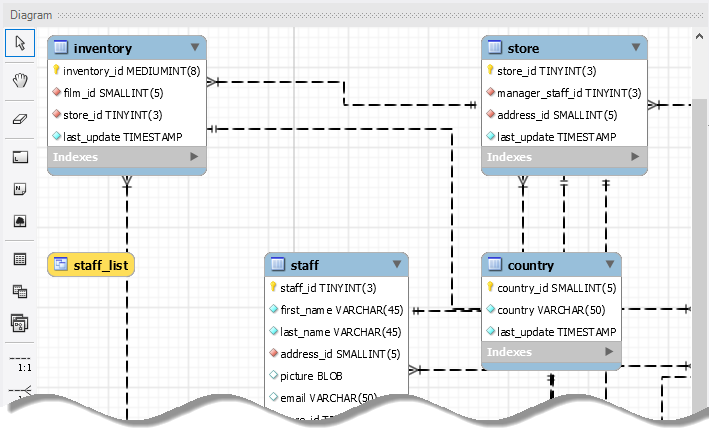 Diagram
inventory
inventory_id MEDIUMINT(8)
film_id SMALLINT(5)
store_id TINYINT(3)
last_update TIMESTAMP
Indexes
store
store_id TINYINT(3)
manager_staff_id TINYINT(3)
address_id SMALLINT(5)
last_update TIMESTAMP
Indexes
staff_list
staff
staff_id TINYINT(3)
first_name VARCHAR(45)
last_name VARCHAR(45)
address_id SMALLINT(5)
picture BLOB
email VARCHAR(50)
country
country_id SMALLINT(5)
country VARCHAR(50)
last_update TIMESTAMP
Indexes
1:1